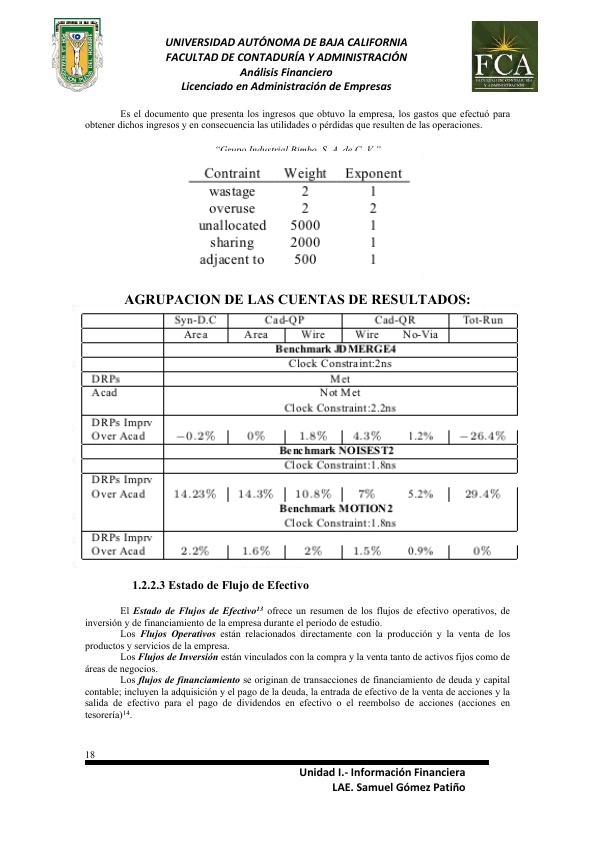 UNIVERSIDAD AUTÓNOMA DE BAJA CALIFORNIA
FACULTAD DE CONTADURÍA Y ADMINISTRACIÓN
Análisis Financiero
Licenciado en Administración de Empresas
FCA
Es el documento que presenta los ingresos que obtuvo la empresa, los gastos que efectuó para
obtener dichos ingresos y en consecuencia las utilidades o pérdidas que resulten de las operaciones.
“Grupo Industrial Bimbo, S. A. de C. V.”
Contraint Weight Exponent
wastage 2 1
overuse 2 2
unallocated 5000 1
sharing 2000 1
adjacent to 500 1
AGRUPACION DE LAS CUENTAS DE RESULTADOS:
Syn-D.C Cad-QP Cad-QR Tot-Run
Area Area Wire Wire No-Via
Benchmark JDMERGE4
Clock Constraint:2ns
DRPs Met
Acad Not Met
Clock Constraint:2.2ns
DRPs Imprv
Over Acad −0.2% 0% 1.8% 4.3% 1.2% −26.4%
Benchmark NOISEST2
Clock Constraint:1.8ns
DRPs Imprv
Over Acad 14.23% 14.3% 10.8% 7% 5.2% 29.4%
Benchmark MOTION2
Clock Constraint:1.8ns
DRPs Imprv
Over Acad 2.2% 1.6% 2% 1.5% 0.9% 0%
1.2.2.3 Estado de Flujo de Efectivo
El Estado de Flujos de Efectivo13 ofrece un resumen de los flujos de efectivo operativos, de
inversión y de financiamiento de la empresa durante el periodo de estudio.
Los Flujos Operativos están relacionados directamente con la producción y la venta de los
productos y servicios de la empresa.
Los Flujos de Inversión están vinculados con la compra y la venta tanto de activos fijos como de
áreas de negocios.
Los flujos de financiamiento se originan de transacciones de financiamiento de deuda y capital
contable; incluyen la adquisición y el pago de la deuda, la entrada de efectivo de la venta de acciones y la
salida de efectivo para el pago de dividendos en efectivo o el reembolso de acciones (acciones en
tesorería)14.
18
Unidad I.- Información Financiera
LAE. Samuel Gómez Patiño